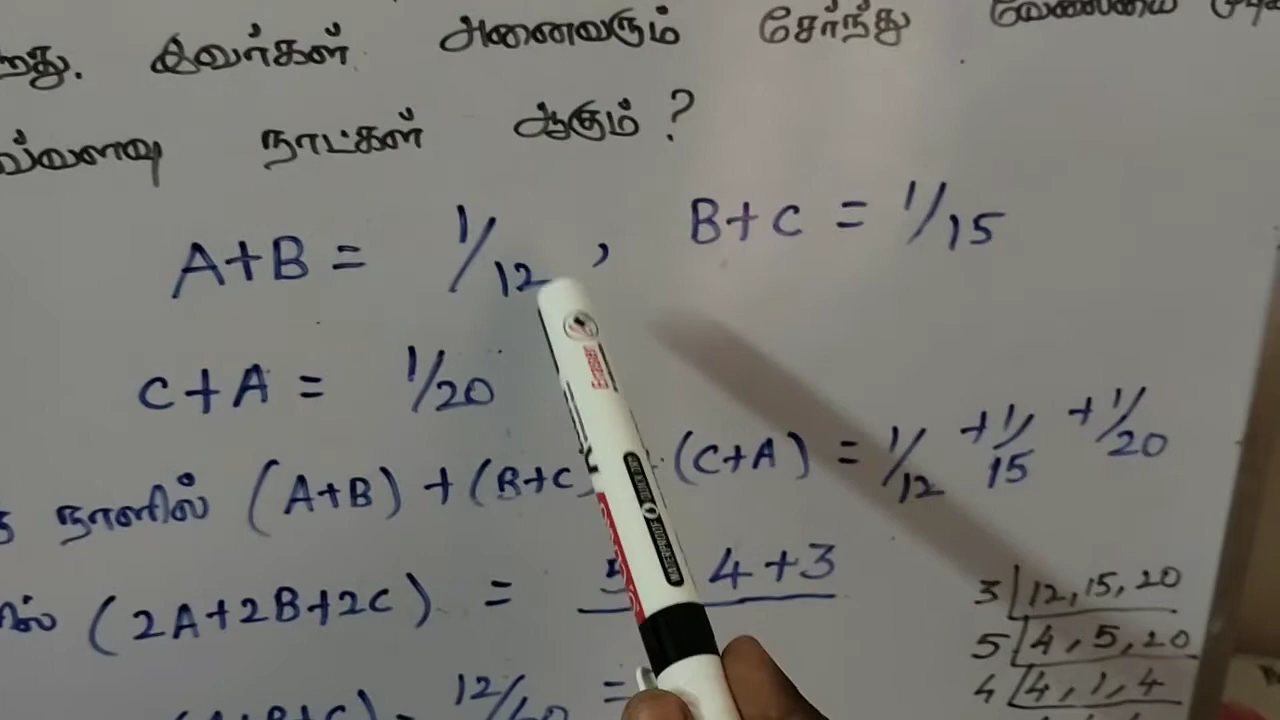 இவர்கள் அனைவரும் சேர்ந்து
நாட்கள் ஆகும்?
A+B = 1/12 , B+C = 1/15
C+A = 1/20
நாளில் (A+B) + (B+C) (C+A) = 1/12 + 1/15 + 1/20
(2A+2B+2C) = 4+3
12/60 =
3 | 12, 15, 20
5 | 4, 5, 20
4 | 4, 1, 4